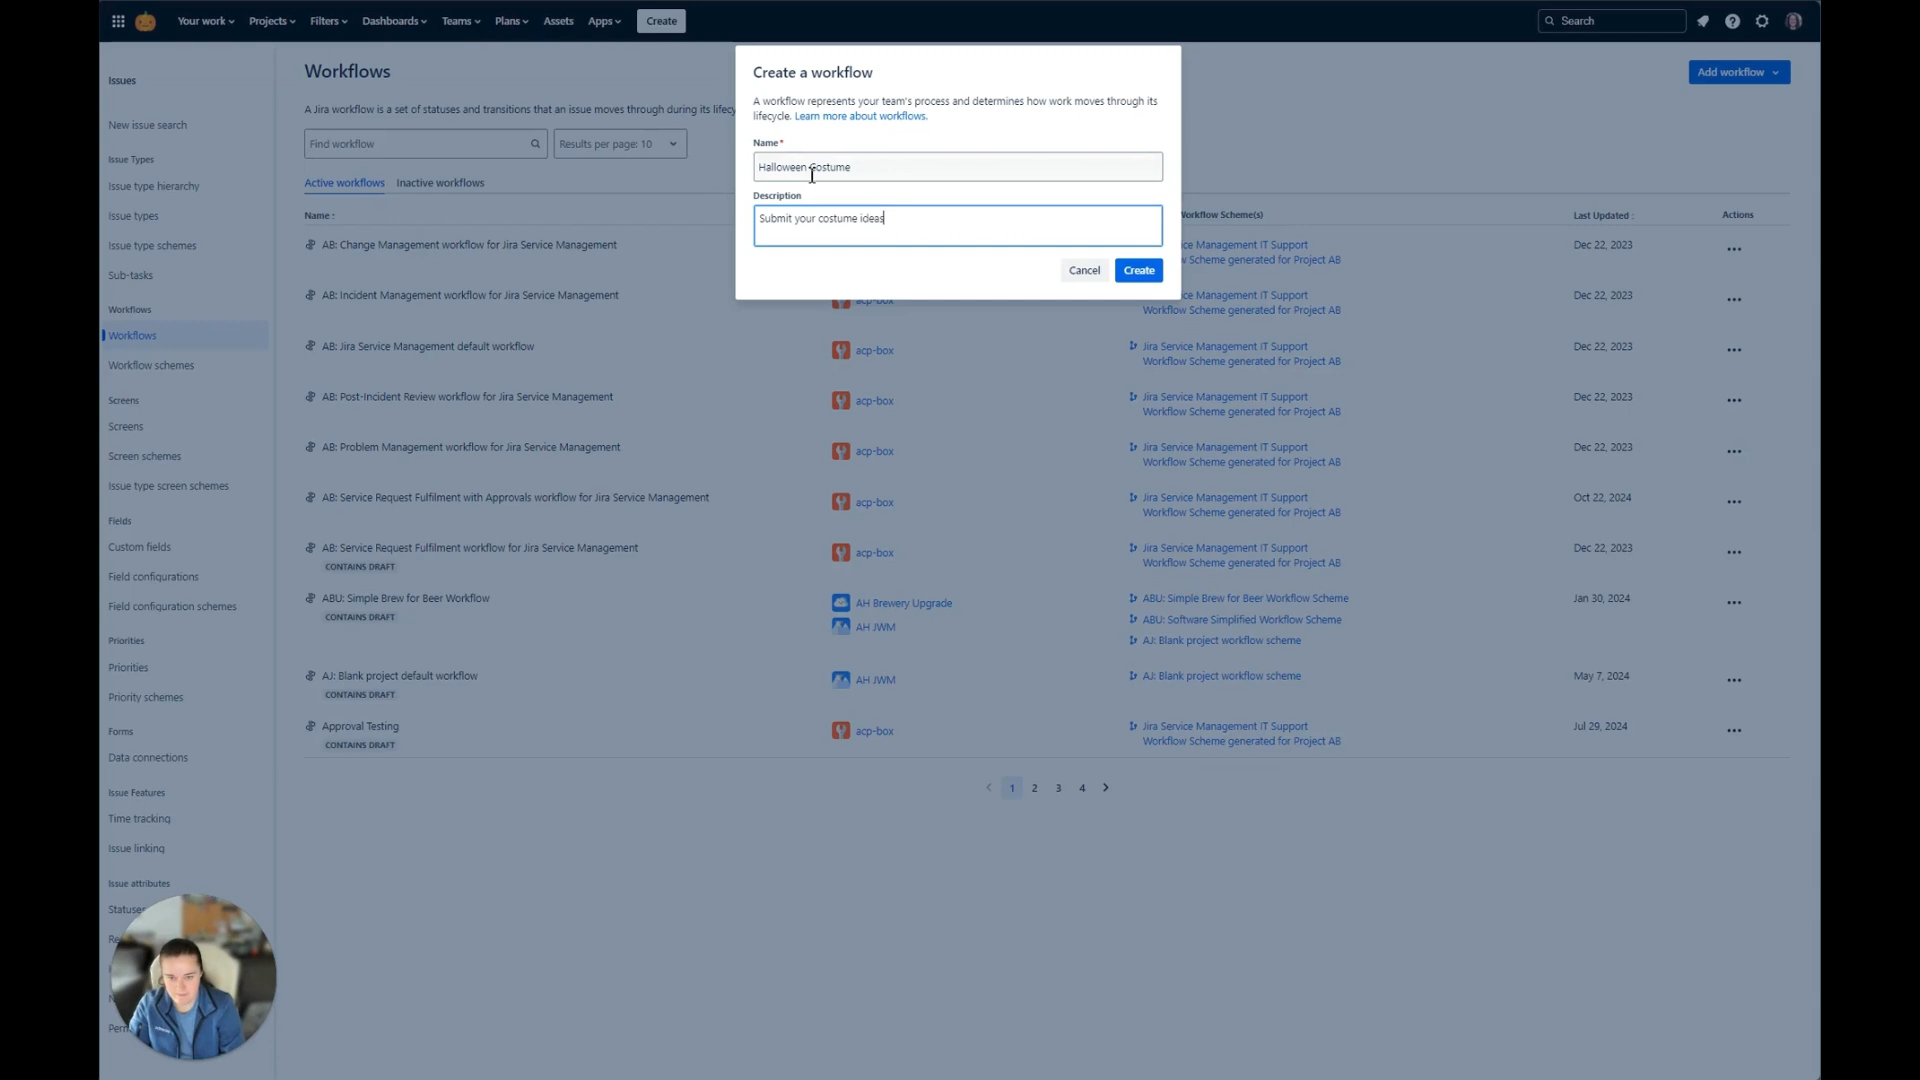 Your work
Projects
Filters
Dashboards
Teams
Plans
Assets
Apps
Create
Search
Issues
New issue search
Issue Types
Issue type hierarchy
Issue types
Issue type schemes
Sub-tasks
Workflows
Workflows
Workflow schemes
Screens
Screens
Screen schemes
Issue type screen schemes
Fields
Custom fields
Field configurations
Field configuration schemes
Priorities
Priorities
Priority schemes
Forms
Data connections
Issue Features
Time tracking
Issue linking
Issue attributes
Workflows
Add workflow
A Jira workflow is a set of statuses and transitions that an issue moves through during its
Find workflow
Results per page: 10
Active workflows
Inactive workflows
Create a workflow
A workflow represents your team's process and determines how work moves through its
lifecycle. Learn more about workflows.
Name *
Halloween Costume
Description
Submit your costume ideas
Cancel
Create
Name
Workflow Scheme(s)
Last Updated
Actions
AB: Change Management workflow for Jira Service Management
ce Management IT Support
Scheme generated for Project AB
Dec 22, 2023
AB: Incident Management workflow for Jira Service Management
acp-box
ce Management IT Support
Workflow Scheme generated for Project AB
Dec 22, 2023
AB: Jira Service Management default workflow
acp-box
Jira Service Management IT Support
Workflow Scheme generated for Project AB
Dec 22, 2023
AB: Post-Incident Review workflow for Jira Service Management
acp-box
Jira Service Management IT Support
Workflow Scheme generated for Project AB
Dec 22, 2023
AB: Problem Management workflow for Jira Service Management
acp-box
Jira Service Management IT Support
Workflow Scheme generated for Project AB
Dec 22, 2023
AB: Service Request Fulfilment with Approvals workflow for Jira Service Management
acp-box
Jira Service Management IT Support
Workflow Scheme generated for Project AB
Oct 22, 2024
AB: Service Request Fulfilment workflow for Jira Service Management
CONTAINS DRAFT
acp-box
Jira Service Management IT Support
Workflow Scheme generated for Project AB
Dec 22, 2023
ABU: Simple Brew for Beer Workflow
CONTAINS DRAFT
AH Brewery Upgrade
AH JWM
ABU: Simple Brew for Beer Workflow Scheme
ABU: Software Simplified Workflow Scheme
AJ: Blank project workflow scheme
Jan 30, 2024
AJ: Blank project default workflow
CONTAINS DRAFT
AH JWM
AJ: Blank project workflow scheme
May 7, 2024
Approval Testing
CONTAINS DRAFT
acp-box
Jira Service Management IT Support
Workflow Scheme generated for Project AB
Jul 29, 2024
1 2 3 4